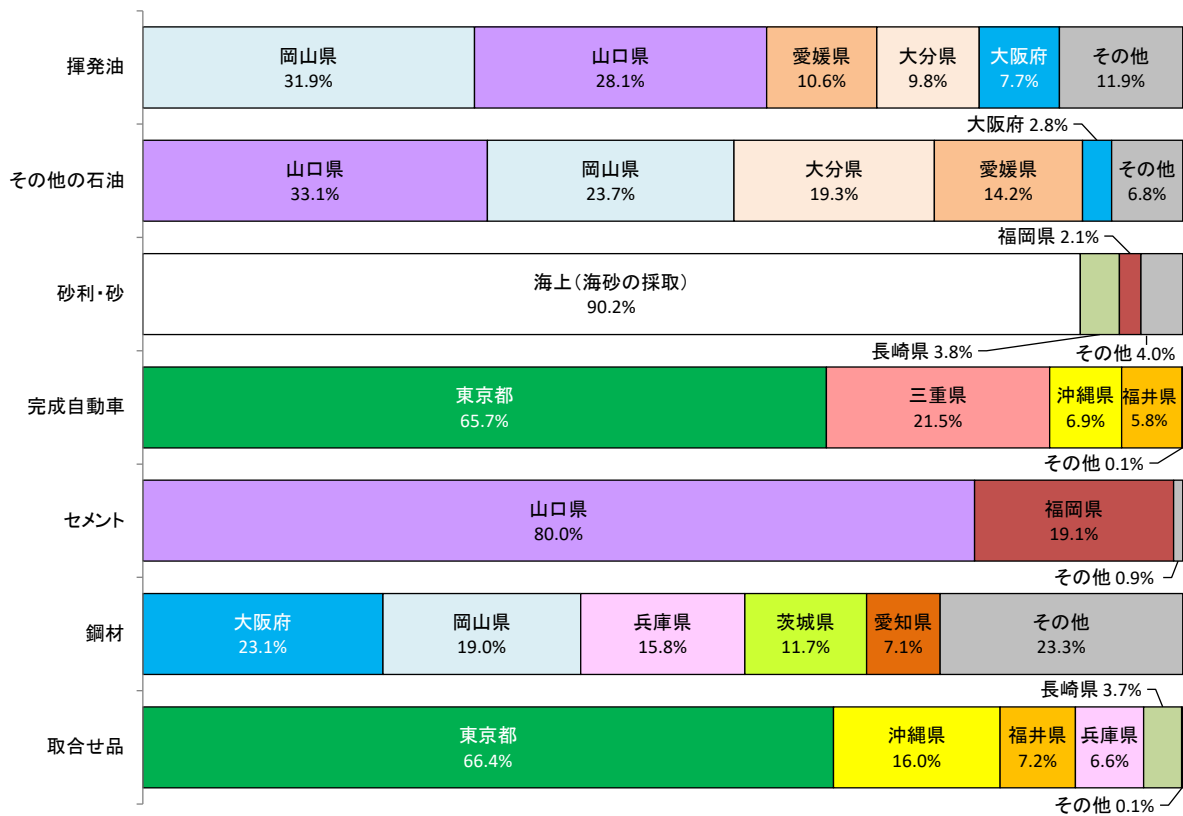 揮発油
岡山県
31.9%
山口県
28.1%
愛媛県
10.6%
大分県
9.8%
大阪府
7.7%
その他
11.9%
大阪府 2.8%
その他の石油
山口県
33.1%
岡山県
23.7%
大分県
19.3%
愛媛県
14.2%
その他
6.8%
福岡県 2.1%
砂利・砂
海上(海砂の採取)
90.2%
長崎県 3.8%
その他 4.0%
完成自動車
東京都
65.7%
三重県
21.5%
沖縄県
6.9%
福井県
5.8%
その他 0.1%
セメント
山口県
80.0%
福岡県
19.1%
その他 0.9%
鋼材
大阪府
23.1%
岡山県
19.0%
兵庫県
15.8%
茨城県
11.7%
愛知県
7.1%
その他
23.3%
長崎県 3.7%
取合せ品
東京都
66.4%
沖縄県
16.0%
福井県
7.2%
兵庫県
6.6%
その他 0.1%